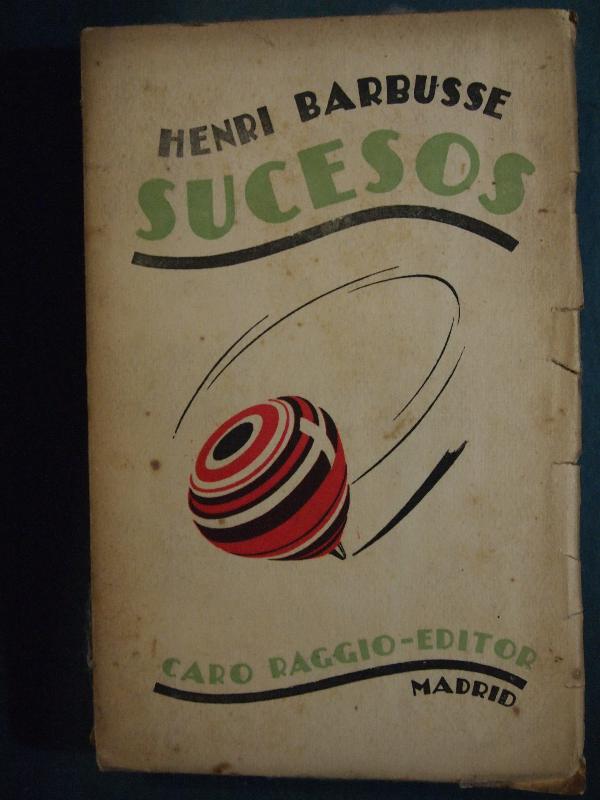 HENRI BARBUSSE
SUCESOS
CARO RAGGIO-EDITOR
MADRID